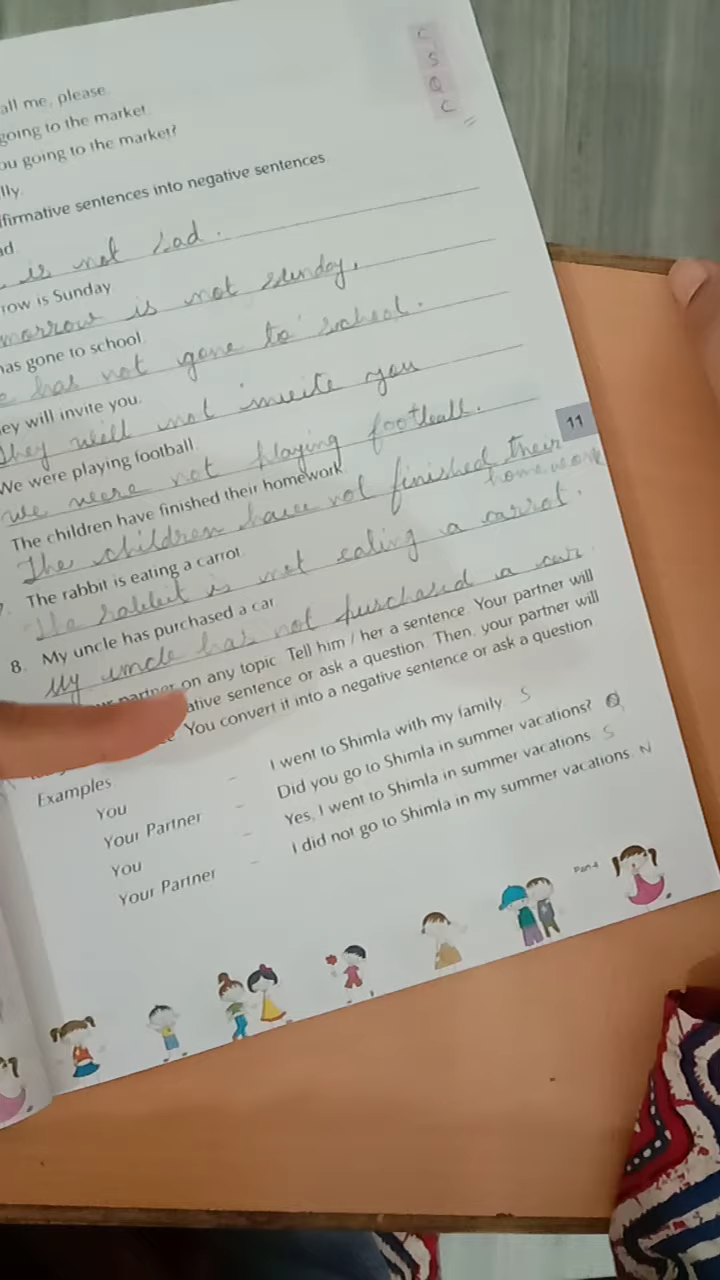 C
S
Q
C
all me, please.
going to the market
ou going to the market?
lly.
ffirmative sentences into negative sentences
ad
is not sad.
row is Sunday
morrow is not sunday.
has gone to school
e has not gone to school.
ey will invite you.
They will not invite you
We were playing football.
we were not playing football.
The children have finished their homework
The children have not finished their
homework
7. The rabbit is eating a carrot
The rabbit is not eating a carrot.
8. My uncle has purchased a car
My uncle has not purchased a car
partner on any topic. Tell him / her a sentence. Your partner will
ative sentence or ask a question. Then, your partner will
You convert it into a negative sentence or ask a question
Examples
You – I went to Shimla with my family S
Your Partner – Did you go to Shimla in summer vacations? Q
You – Yes, I went to Shimla in summer vacations S
Your Partner – I did not go to Shimla in my summer vacations N
11
Part-4